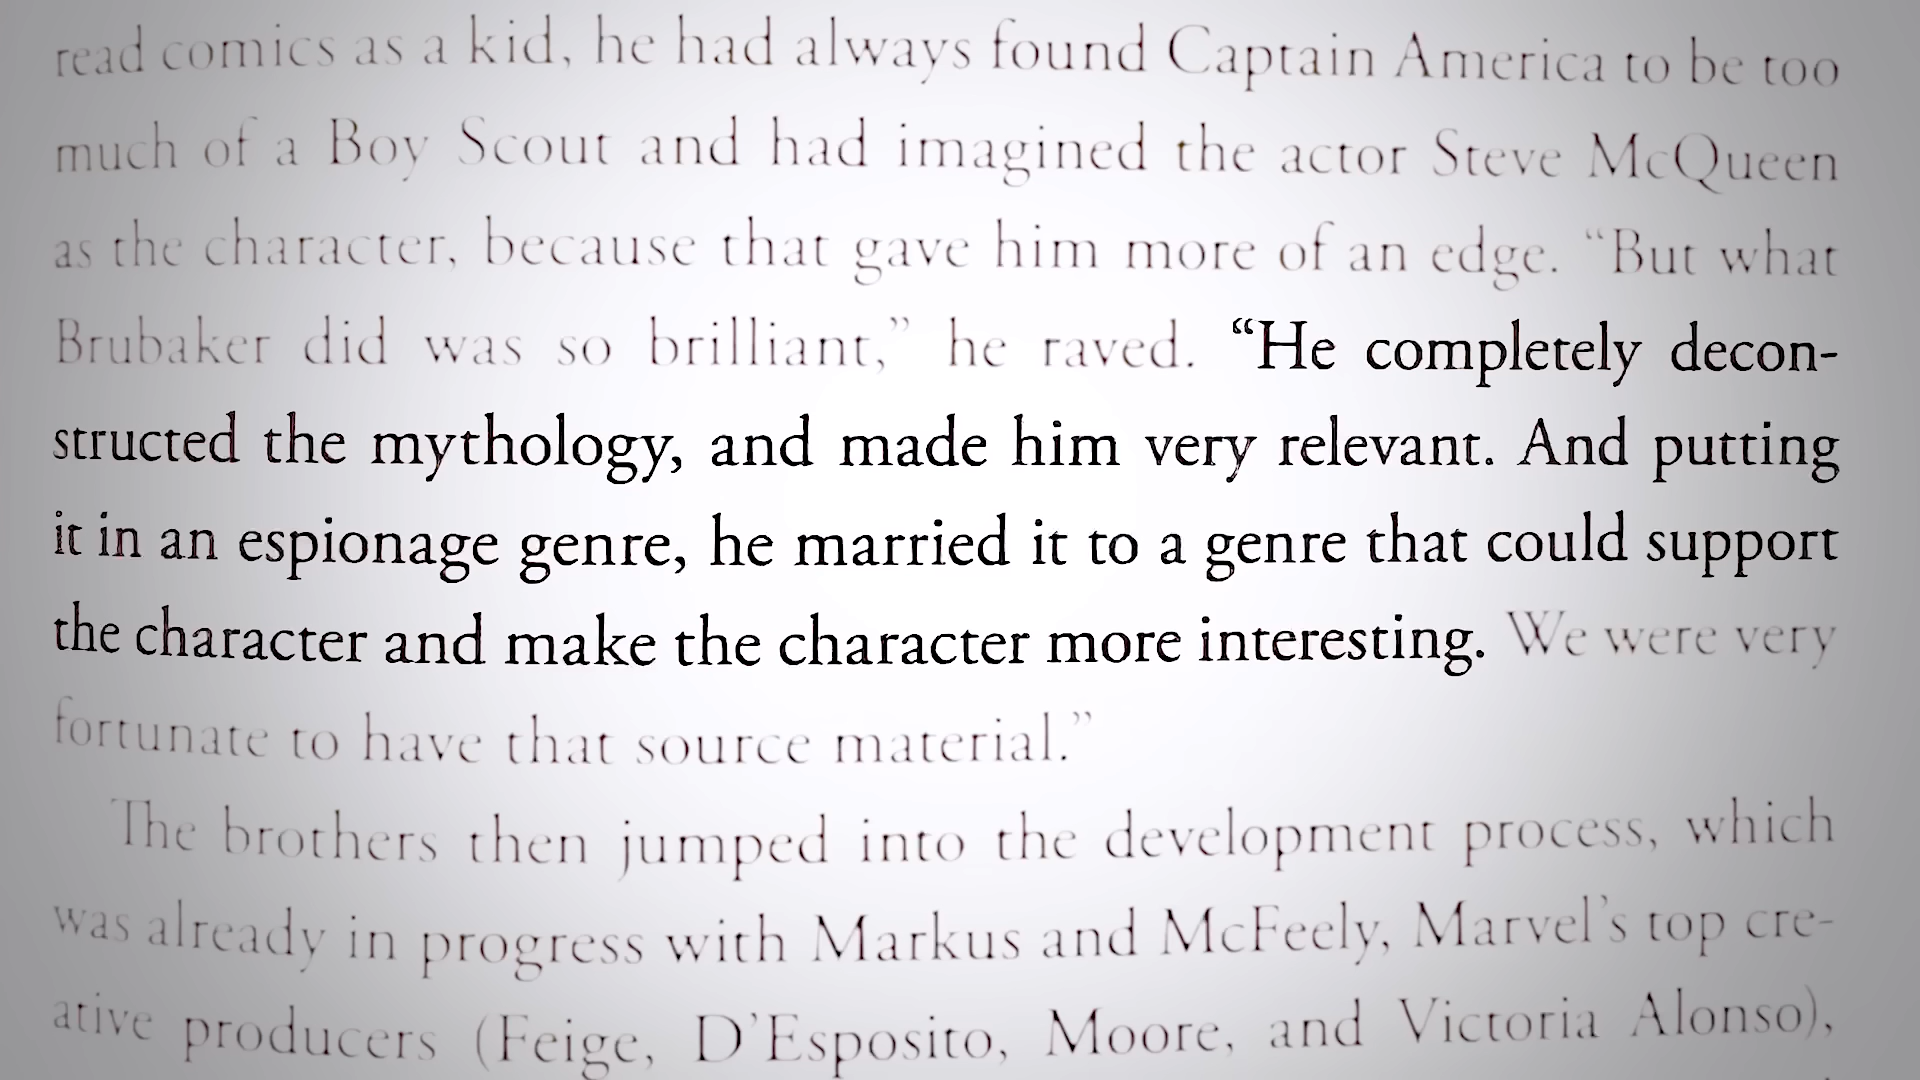 read comics as a kid, he had always found Captain America to be too
much of a Boy Scout and had imagined the actor Steve McQueen
as the character, because that gave him more of an edge. “But what
Brubaker did was so brilliant,” he raved. “He completely decon-
structed the mythology, and made him very relevant. And putting
it in an espionage genre, he married it to a genre that could support
the character and make the character more interesting. We were very
fortunate to have that source material.”
The brothers then jumped into the development process, which
was already in progress with Markus and McFeely, Marvel’s top cre-
ative producers (Feige, D’Esposito, Moore, and Victoria Alonso),